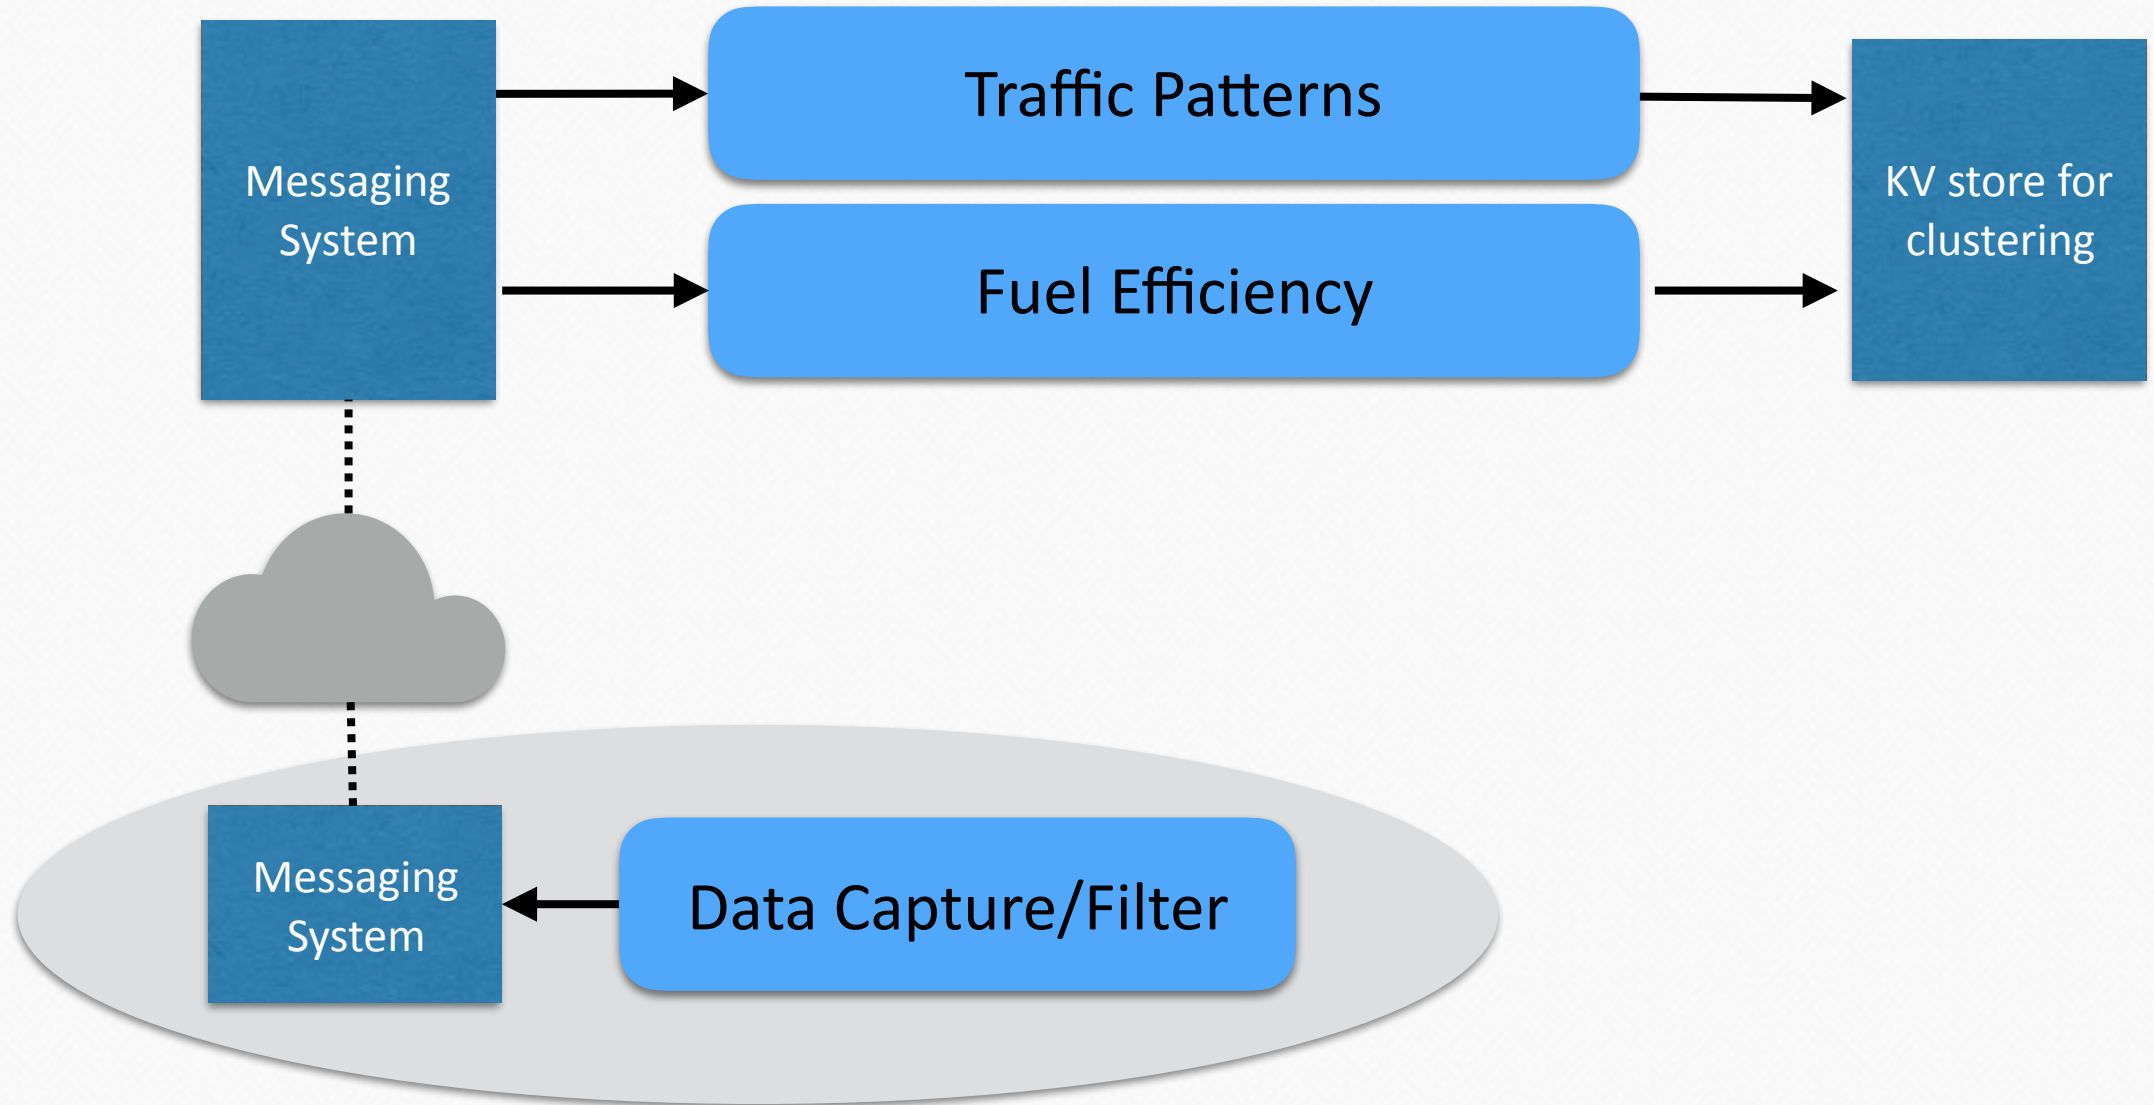 Messaging
System
Traffic Patterns
Fuel Efficiency
KV store for
clustering
Messaging
System
Data Capture/Filter